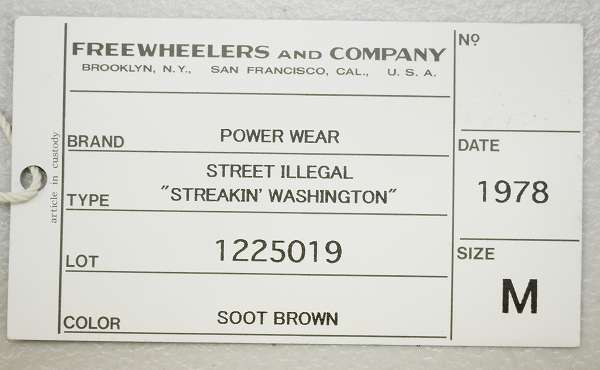 FREEWHEELERS AND COMPANY
BROOKLYN, N.Y., SAN FRANCISCO, CAL., U. S. A.
BRAND POWER WEAR
TYPE STREET ILLEGAL
"STREAKIN' WASHINGTON"
LOT 1225019
COLOR SOOT BROWN
Nº
DATE
1978
SIZE
M
article in custody